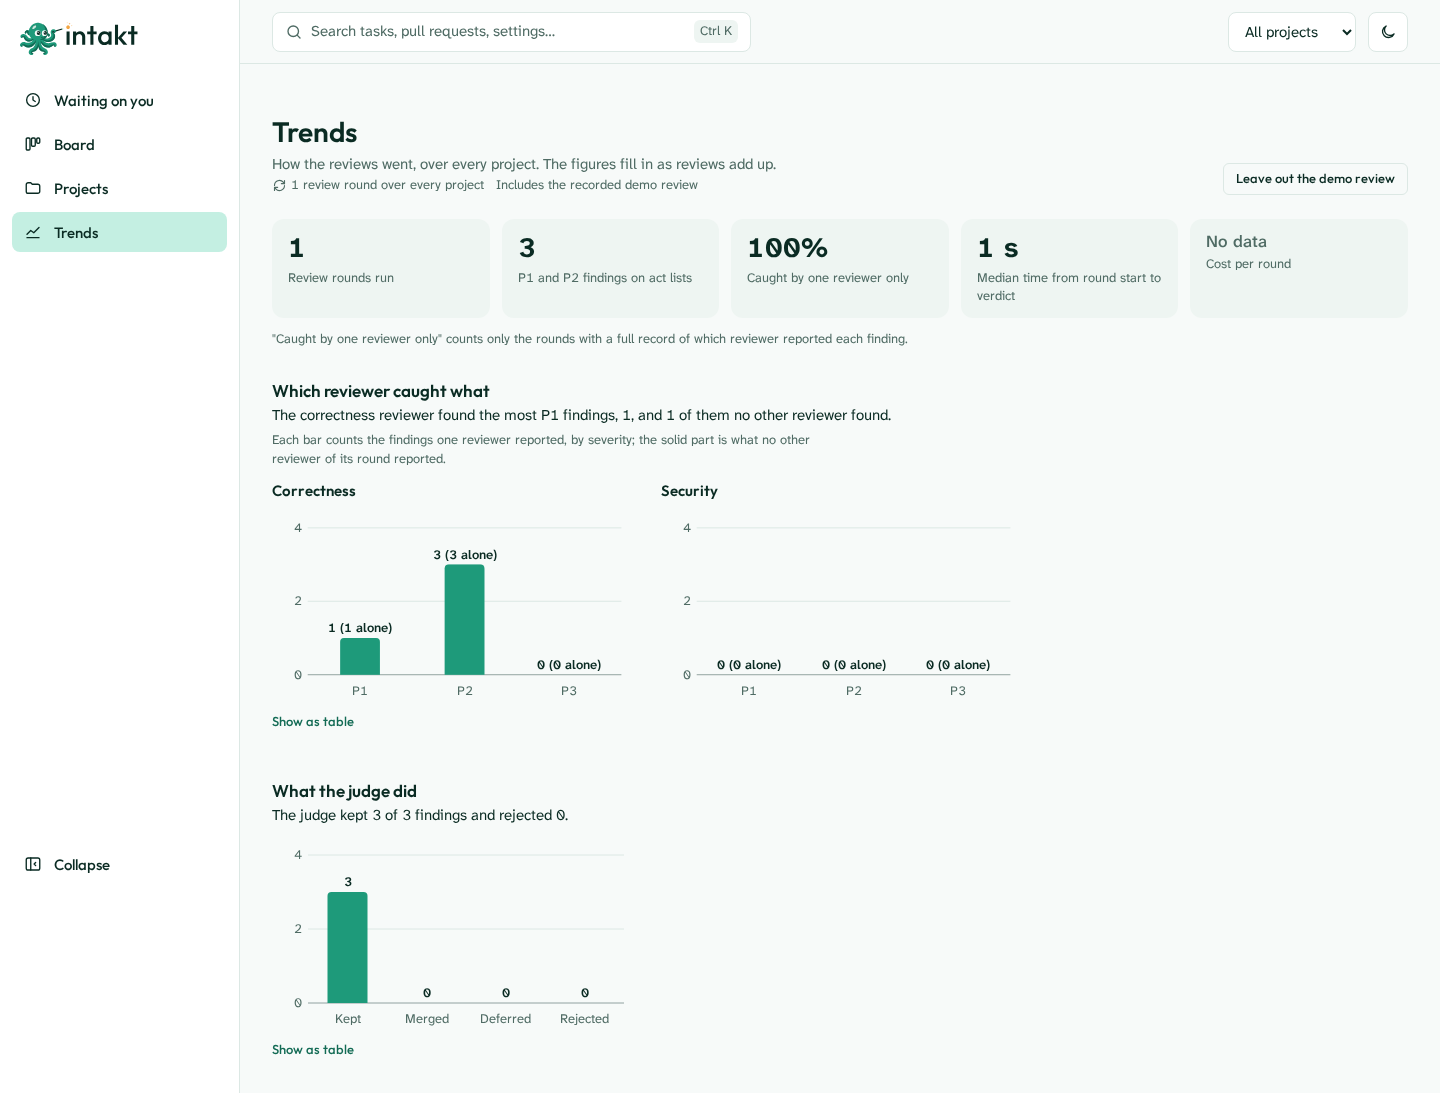 intakt
Search tasks, pull requests, settings...
Ctrl K
All projects
Waiting on you
Board
Projects
Trends
Collapse
Trends
How the reviews went, over every project. The figures fill in as reviews add up.
1 review round over every project Includes the recorded demo review
Leave out the demo review
1
Review rounds run
3
P1 and P2 findings on act lists
100%
Caught by one reviewer only
1 s
Median time from round start to
verdict
No data
Cost per round
"Caught by one reviewer only" counts only the rounds with a full record of which reviewer reported each finding.
Which reviewer caught what
The correctness reviewer found the most P1 findings, 1, and 1 of them no other reviewer found.
Each bar counts the findings one reviewer reported, by severity; the solid part is what no other
reviewer of its round reported.
Correctness
4
3 (3 alone)
2
1 (1 alone)
0 (0 alone)
0
P1 P2 P3
Security
4
2
0 (0 alone) 0 (0 alone) 0 (0 alone)
0
P1 P2 P3
Show as table
What the judge did
The judge kept 3 of 3 findings and rejected 0.
4
3
2
0 0 0
0
Kept Merged Deferred Rejected
Show as table